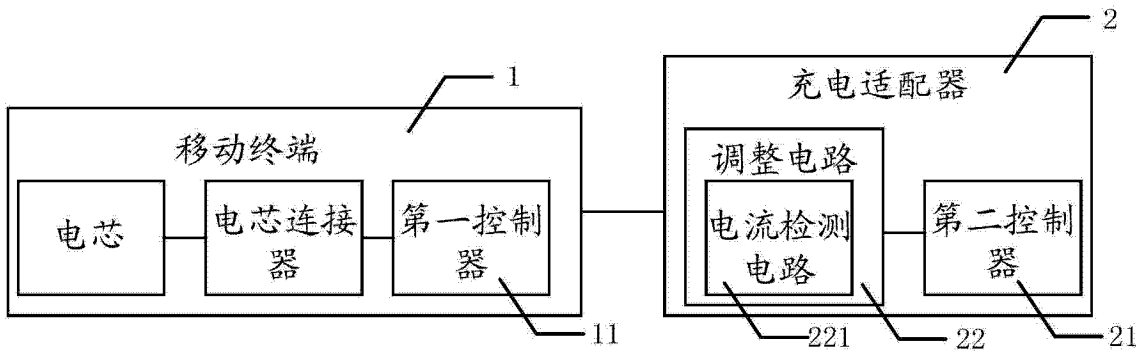 1
2
充电适配器
移动终端
调整电路
电芯
电芯连接
器
第一控制
器
电流检测
电路
第二控制
器
11
221
22
21